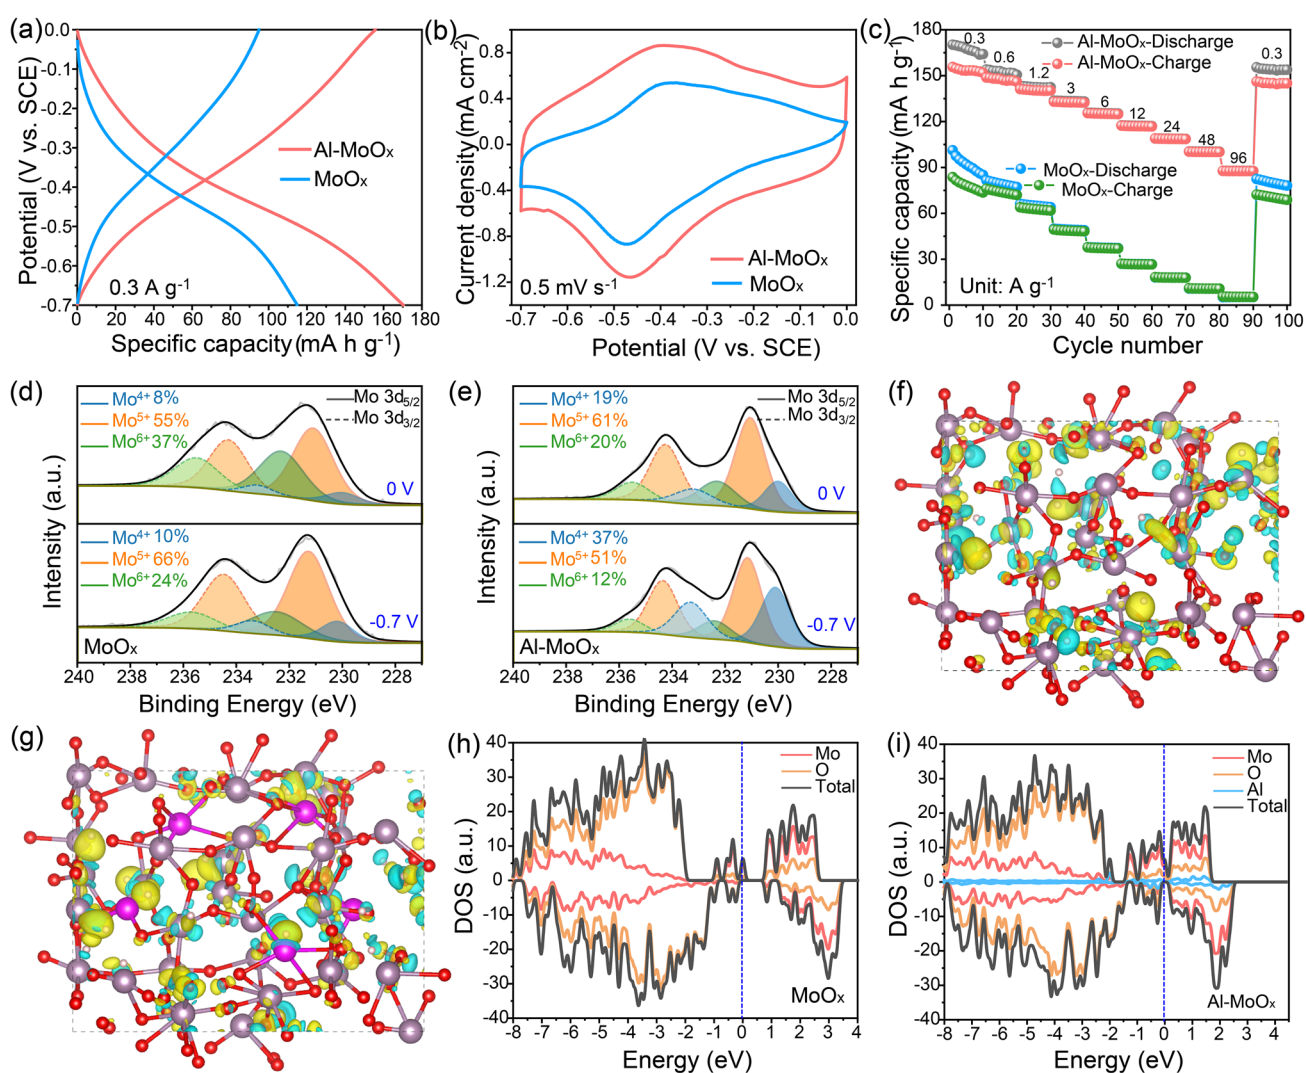 (a)
0.0
-0.1
-0.2
-0.3
-0.4
-0.5
-0.6
-0.7
Potential (V vs. SCE)
Al-MoOx
MoOx
0.3 A g-1
0 20 40 60 80 100 120 140 160 180
Specific capacity (mA h g-1)
(b)
0.8
0.4
0.0
-0.4
-0.8
-1.2
Current density (mA cm-2)
Al-MoOx
MoOx
0.5 mV s-1
-0.7 -0.6 -0.5 -0.4 -0.3 -0.2 -0.1 0.0
Potential (V vs. SCE)
(c)
180
150
120
90
60
30
0
Specific capacity (mA h g-1)
0.3
0.6
1.2
3
6
12
24
48
96
0.3
Al-MoOx-Discharge
Al-MoOx-Charge
MoOx-Discharge
MoOx-Charge
Unit: A g-1
0 10 20 30 40 50 60 70 80 90 100
Cycle number
(d)
Mo4+ 8%
Mo5+ 55%
Mo6+ 37%
Mo 3d5/2
Mo 3d3/2
0 V
Mo4+ 10%
Mo5+ 66%
Mo6+ 24%
-0.7 V
MoOx
Intensity (a.u.)
240 238 236 234 232 230 228
Binding Energy (eV)
(e)
Mo4+ 19%
Mo5+ 61%
Mo6+ 20%
Mo 3d5/2
Mo 3d3/2
0 V
Mo4+ 37%
Mo5+ 51%
Mo6+ 12%
-0.7 V
Al-MoOx
Intensity (a.u.)
240 238 236 234 232 230 228
Binding Energy (eV)
(f)
(g)
(h)
40
30
20
10
0
-10
-20
-30
-40
DOS (a.u.)
Mo
O
Total
MoOx
-8 -7 -6 -5 -4 -3 -2 -1 0 1 2 3 4
Energy (eV)
(i)
40
30
20
10
0
-10
-20
-30
-40
DOS (a.u.)
Mo
O
Al
Total
Al-MoOx
-8 -7 -6 -5 -4 -3 -2 -1 0 1 2 3 4
Energy (eV)